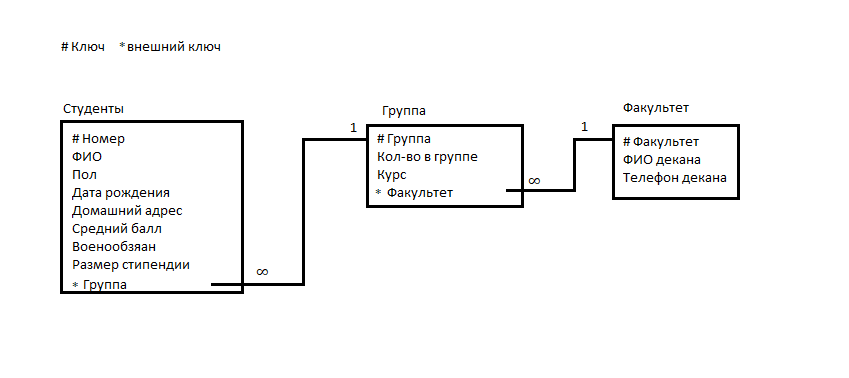 # Ключ * внешний ключ
Студенты
# Номер
ФИО
Пол
Дата рождения
Домашний адрес
Средний балл
Военообзяан
Размер стипендии
* Группа
∞
1
Группа
# Группа
Кол-во в группе
Курс
* Факультет
∞
1
Факультет
# Факультет
ФИО декана
Телефон декана